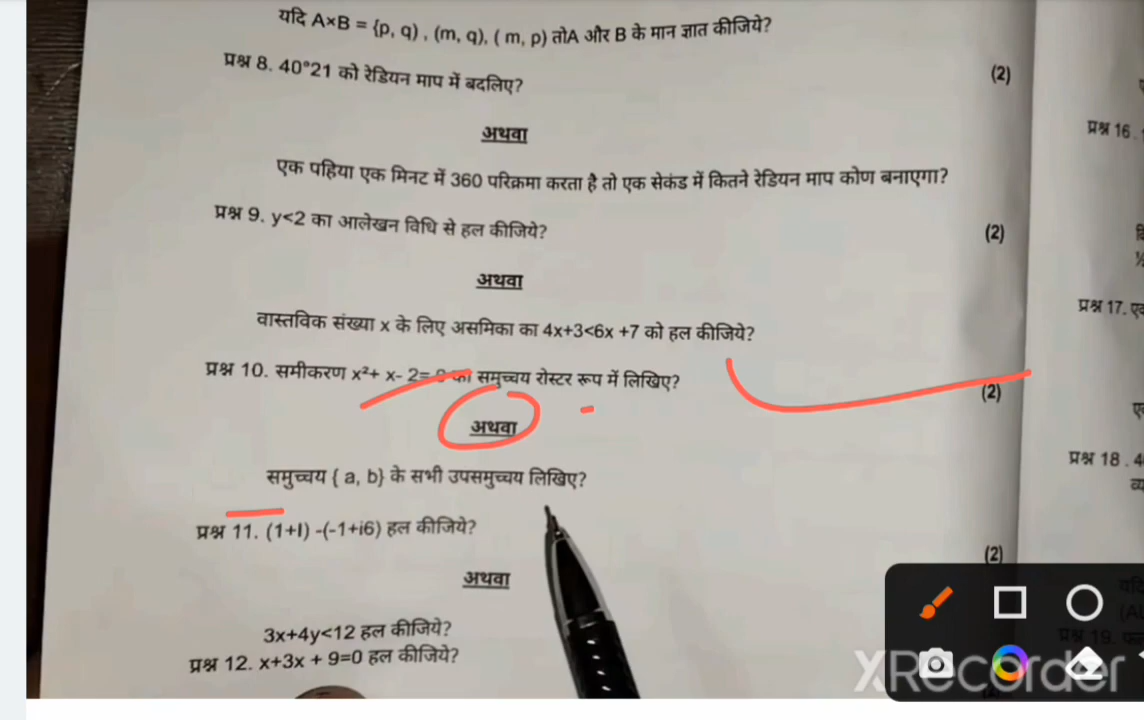 यदि A×B = {p, q) , (m, q), ( m, p) तोA और B के मान ज्ञात कीजिये?
प्रश्न 8. 40°21 को रेडियन माप में बदलिए?
(2)
अथवा
एक पहिया एक मिनट में 360 परिक्रमा करता है तो एक सेकंड में कितने रेडियन माप कोण बनाएगा?
प्रश्न 9. y<2 का आलेखन विधि से हल कीजिये?
(2)
अथवा
वास्तविक संख्या x के लिए असमिका का 4x+3<6x +7 को हल कीजिये?
प्रश्न 10. समीकरण x²+ x- 2= का समुच्चय रोस्टर रूप में लिखिए?
(2)
अथवा
समुच्चय { a, b} के सभी उपसमुच्चय लिखिए?
प्रश्न 11. (1+I) -(-1+i6) हल कीजिये?
(2)
अथवा
3x+4y<12 हल कीजिये?
प्रश्न 12. x+3x + 9=0 हल कीजिये?
प्रश्न 16.
प्रश्न 17. ए
प्रश्न 18 . 4
प्रश्न 19.
XRecorder